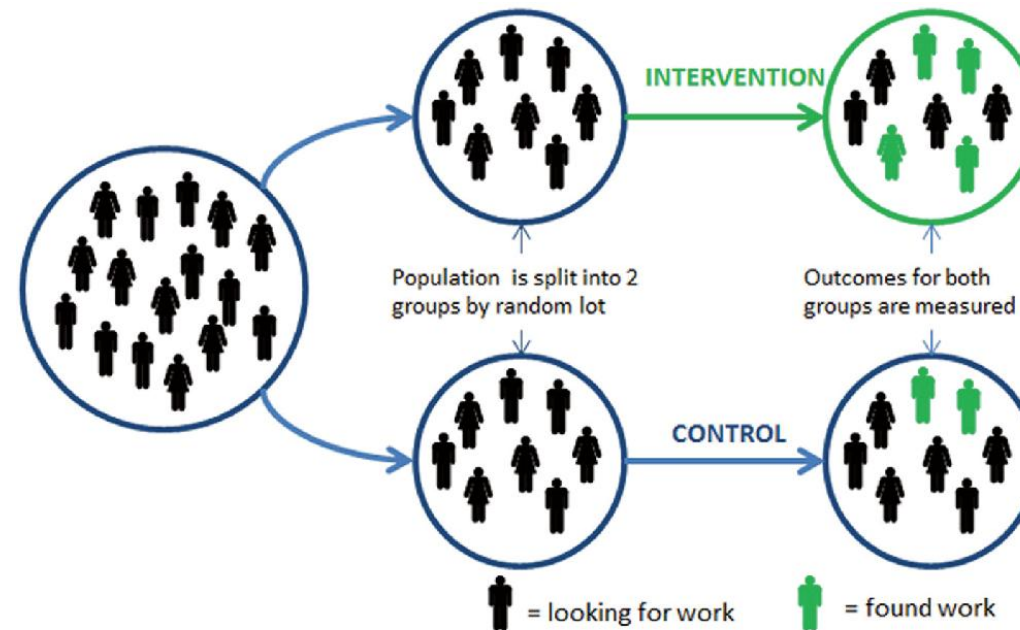 INTERVENTION
Population is split into 2
groups by random lot
Outcomes for both
groups are measured
CONTROL
= looking for work
= found work